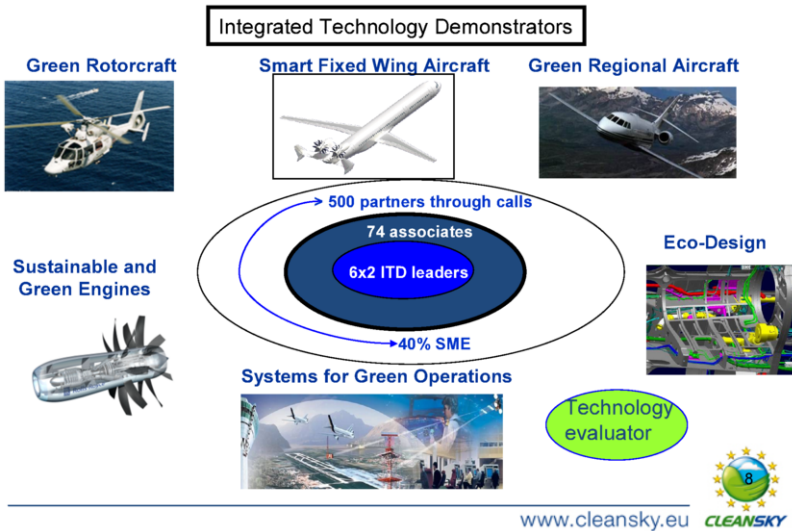 Integrated Technology Demonstrators
Green Rotorcraft
Smart Fixed Wing Aircraft
Green Regional Aircraft
500 partners through calls
74 associates
6x2 ITD leaders
40% SME
Eco-Design
Sustainable and
Green Engines
Systems for Green Operations
Technology
evaluator
8
www.cleansky.eu
CLEANSKY